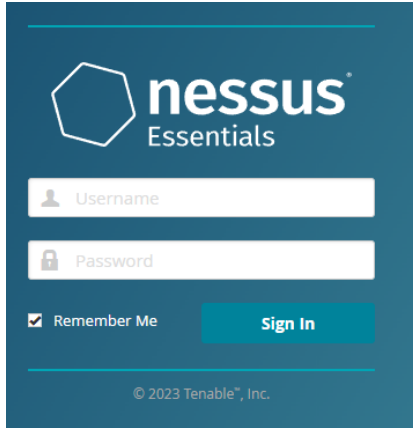 nessus
Essentials
Username
Password
Remember Me
Sign In
© 2023 Tenable™, Inc.